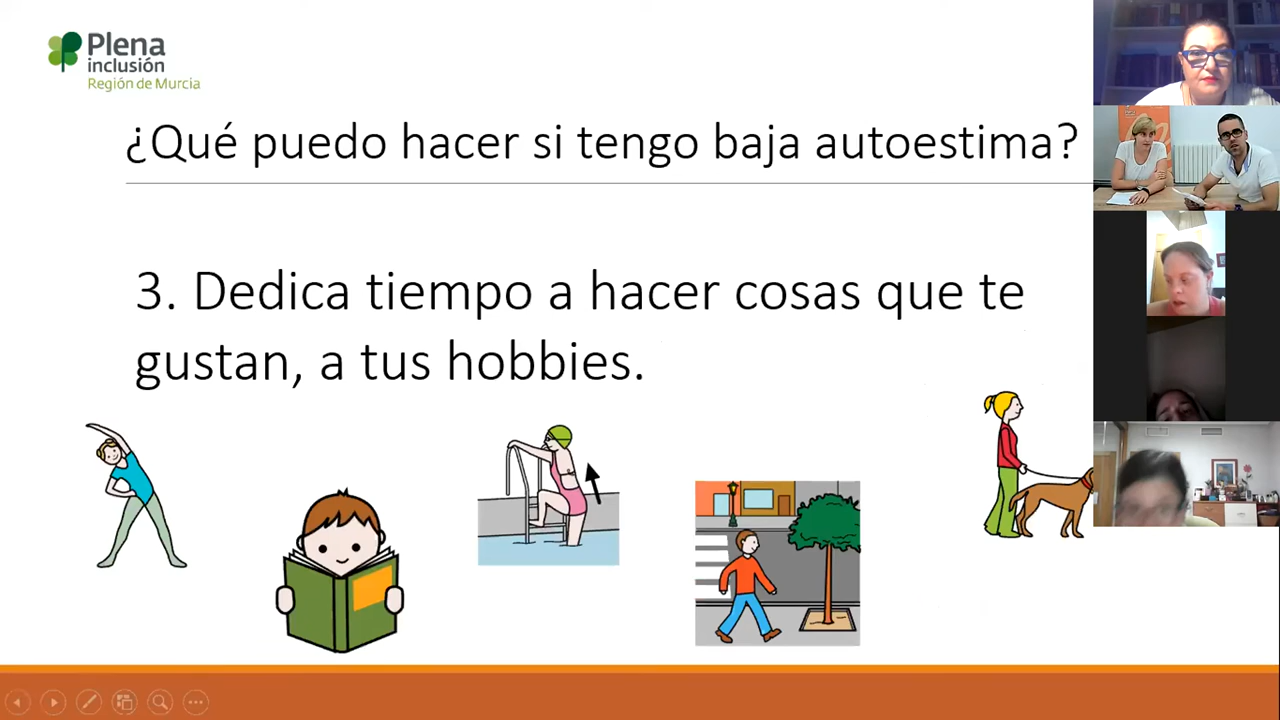 Plena
inclusión
Región de Murcia
¿Qué puedo hacer si tengo baja autoestima?
3. Dedica tiempo a hacer cosas que te
gustan, a tus hobbies.